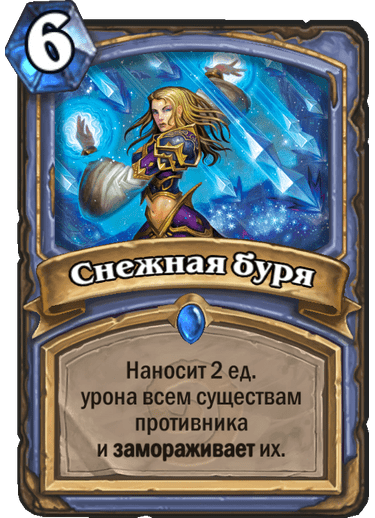 6
Снежная буря
Наносит 2 ед.
урона всем существам
противника
и замораживает их.